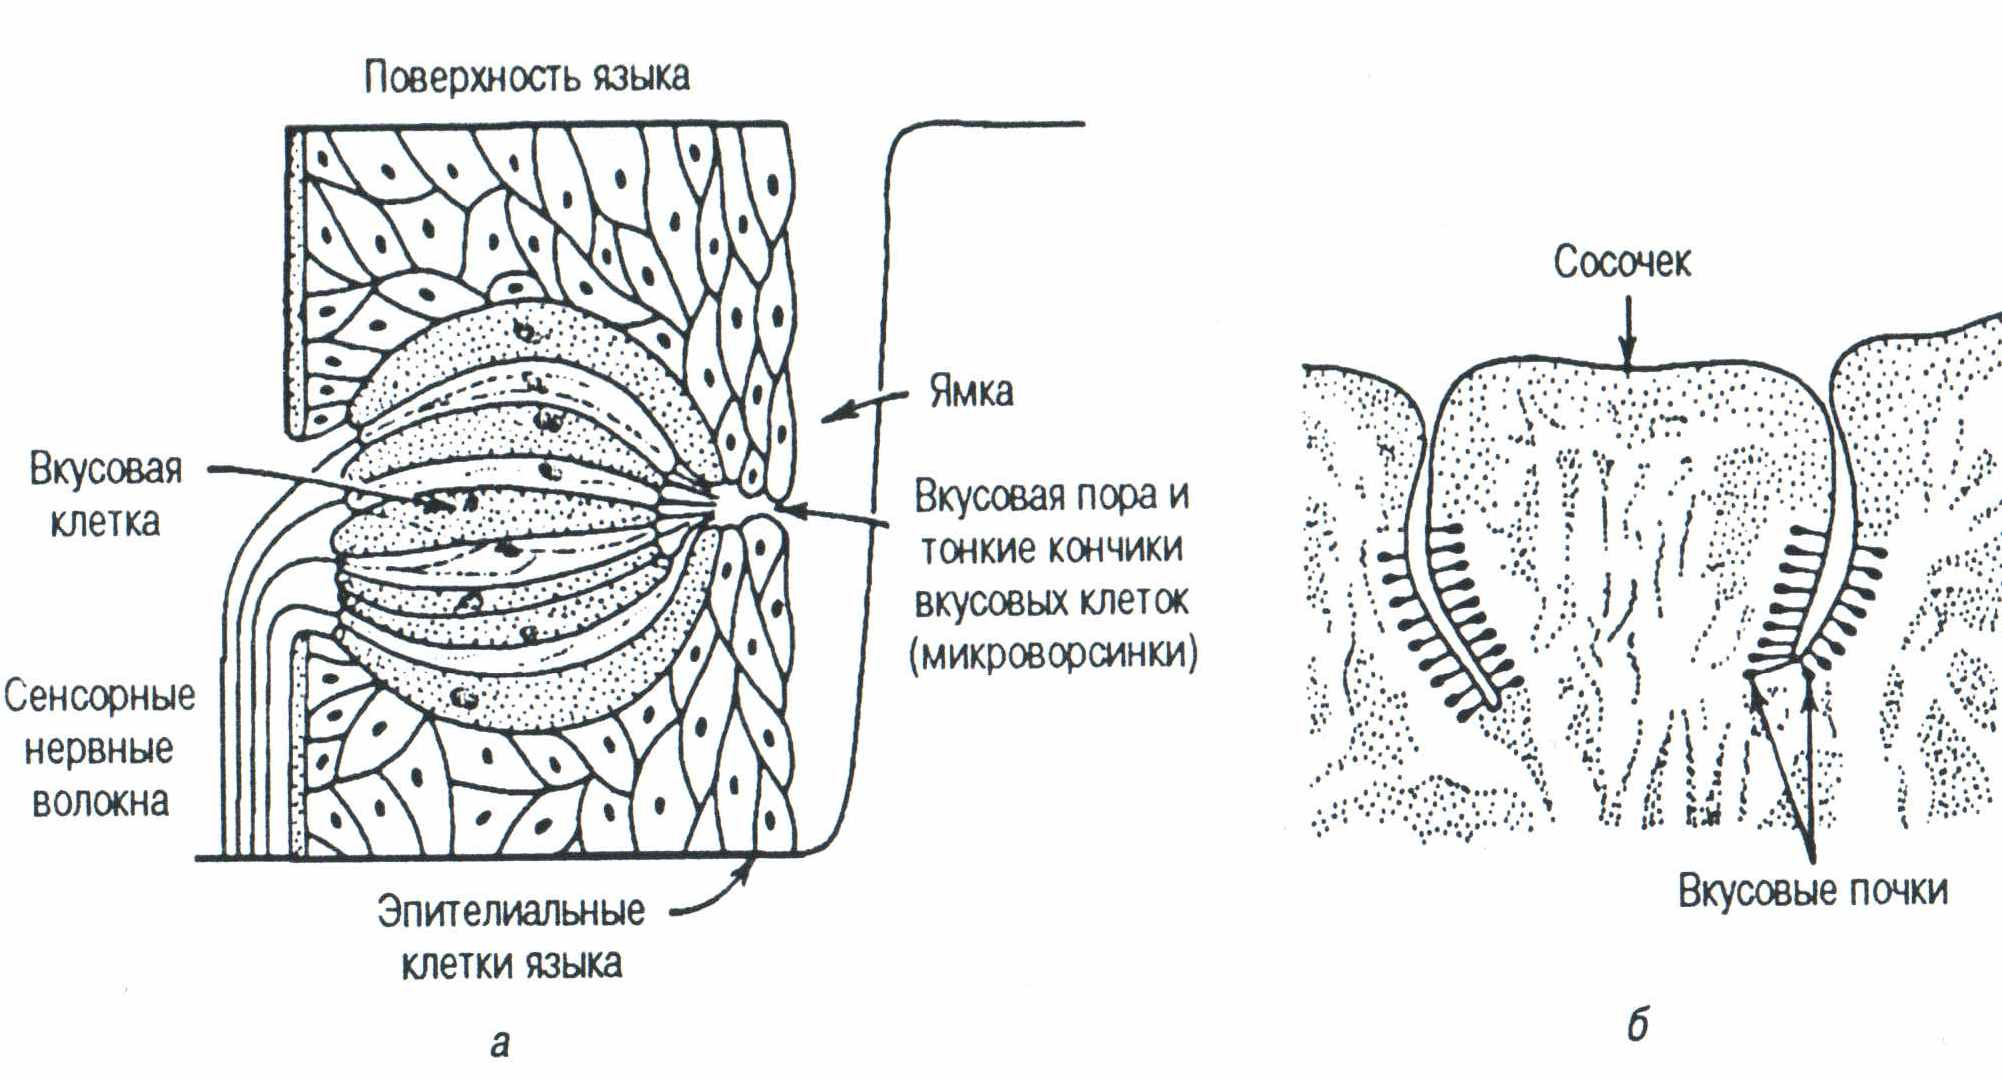 Поверхность языка
Ямка
Вкусовая
клетка
Вкусовая пора и
тонкие кончики
вкусовых клеток
(микроворсинки)
Сенсорные
нервные
волокна
Эпителиальные
клетки языка
а
Сосочек
Вкусовые почки
б